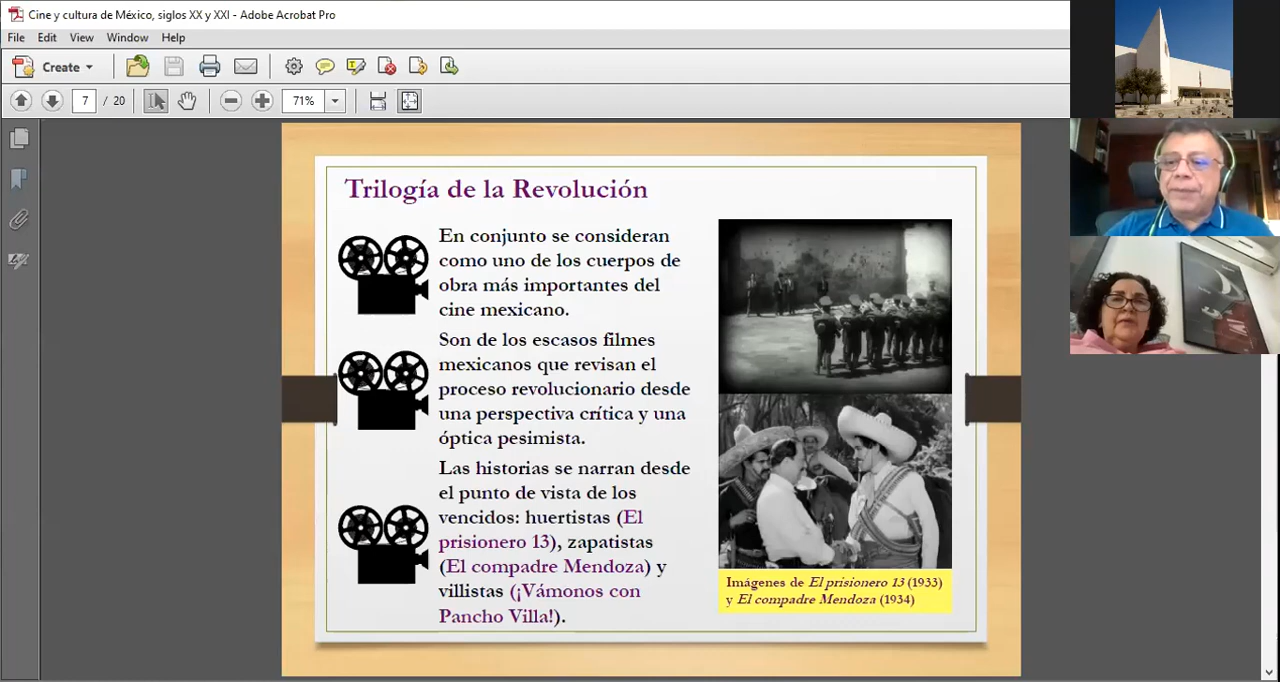 Cine y cultura de México, siglos XX y XXI - Adobe Acrobat Pro
File Edit View Window Help
Create
7 / 20
71%
Trilogía de la Revolución
En conjunto se consideran
como uno de los cuerpos de
obra más importantes del
cine mexicano.
Son de los escasos filmes
mexicanos que revisan el
proceso revolucionario desde
una perspectiva crítica y una
óptica pesimista.
Las historias se narran desde
el punto de vista de los
vencidos: huertistas (El
prisionero 13), zapatistas
(El compadre Mendoza) y
villistas (¡Vámonos con
Pancho Villa!).
Imágenes de El prisionero 13 (1933)
y El compadre Mendoza (1934)